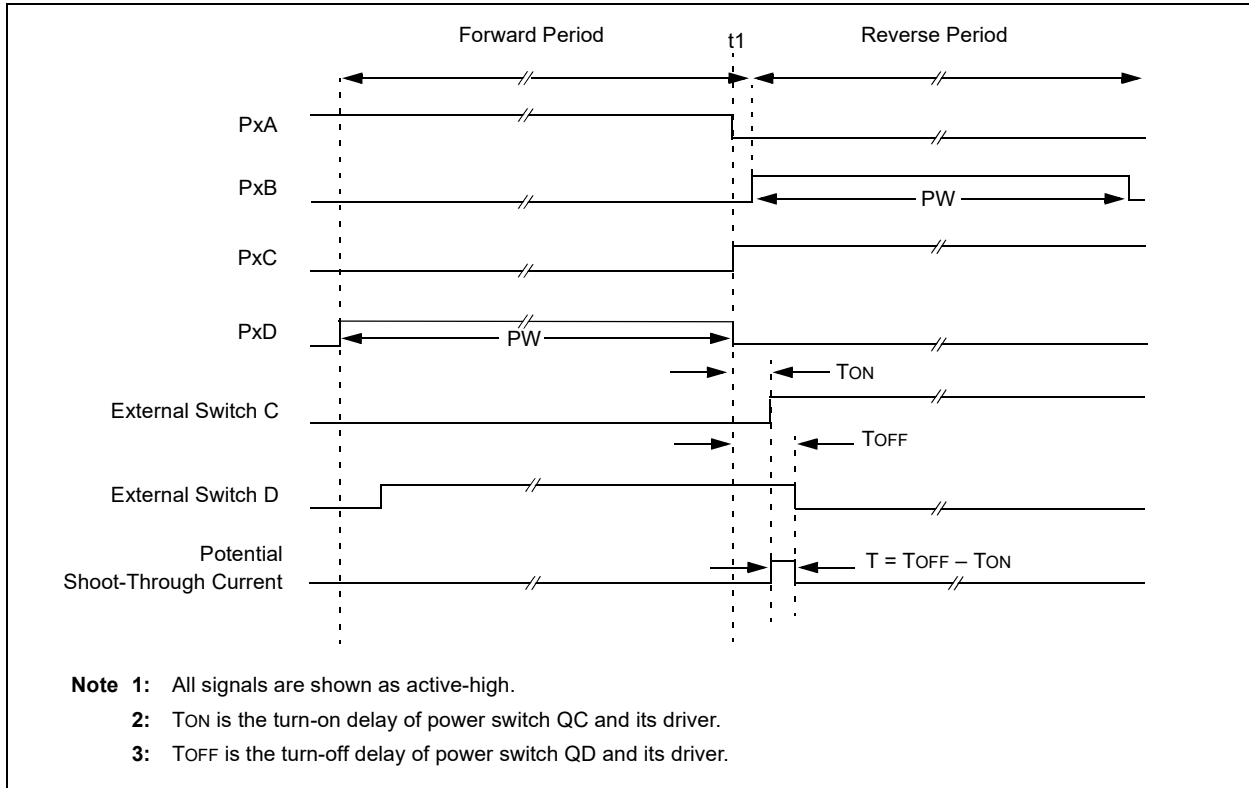 Forward Period
t1
Reverse Period
PxA
PxB
PW
PxC
PxD
PW
TON
External Switch C
TOFF
External Switch D
Potential
Shoot-Through Current
T = TOFF – TON
Note 1: All signals are shown as active-high.
2: TON is the turn-on delay of power switch QC and its driver.
3: TOFF is the turn-off delay of power switch QD and its driver.